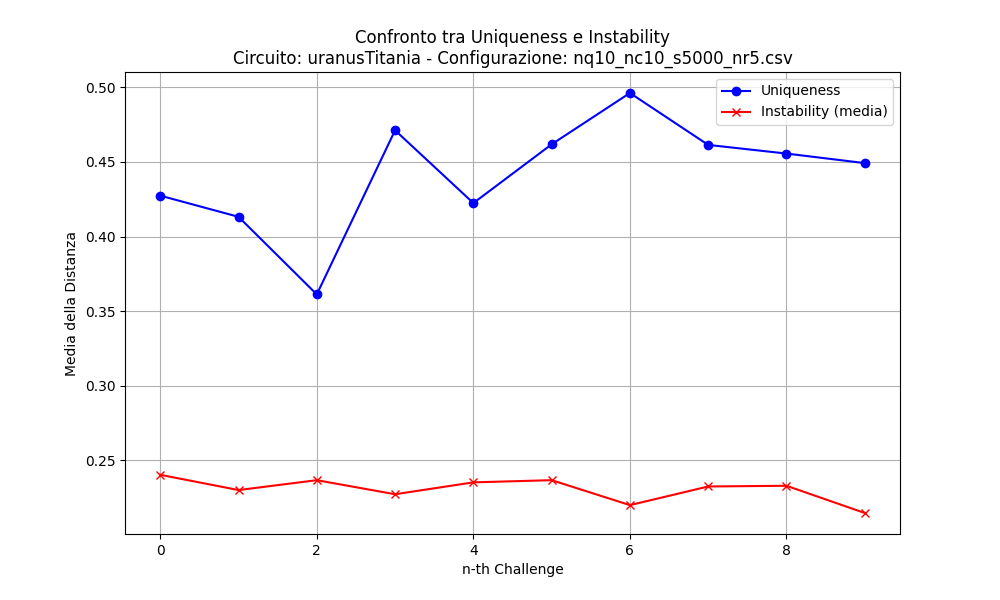 Confronto tra Uniqueness e Instability
Circuito: uranusTitania - Configurazione: nq10_nc10_s5000_nr5.csv
Uniqueness
Instability (media)
0.50
0.45
0.40
0.35
0.30
0.25
Media della Distanza
0 2 4 6 8
n-th Challenge